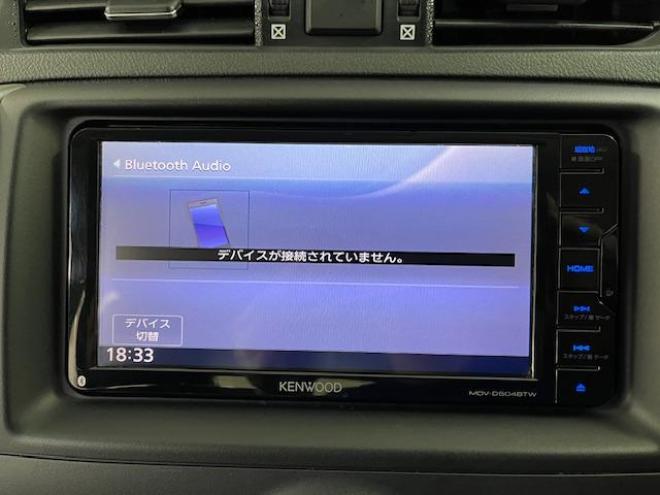 Bluetooth Audio
デバイスが接続されていません。
デバイス
切替
18:33
HOME
KENWOOD
MDV-D504BTW